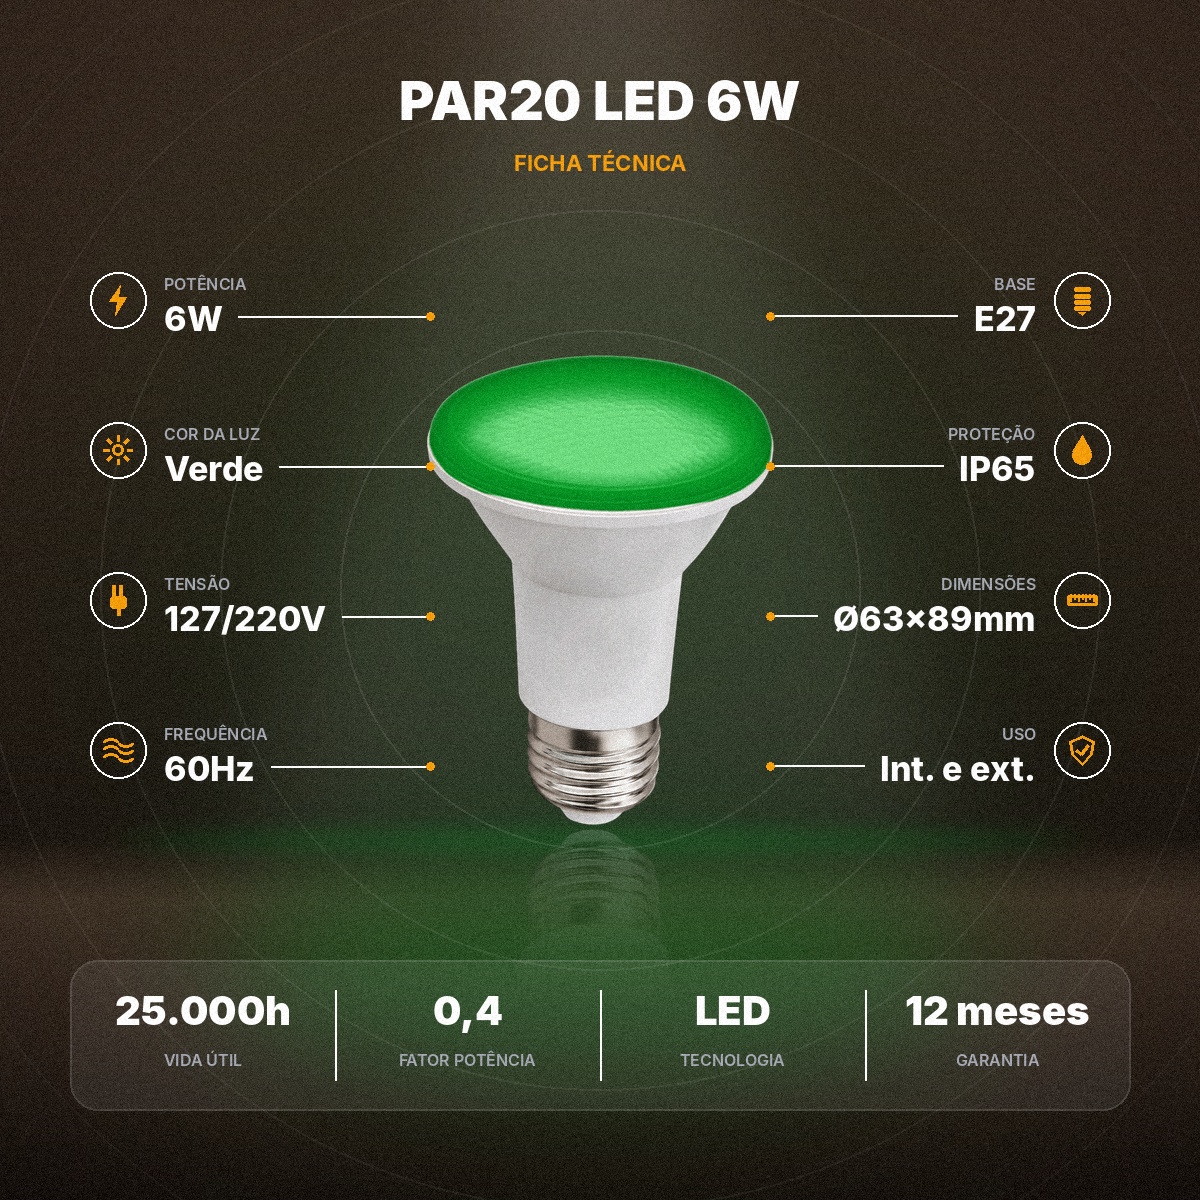 PAR20 LED 6W
FICHA TÉCNICA
POTÊNCIA
6W
BASE
E27
COR DA LUZ
Verde
PROTEÇÃO
IP65
TENSÃO
127/220V
DIMENSÕES
Ø63×89mm
FREQUÊNCIA
60Hz
USO
Int. e ext.
25.000h
VIDA ÚTIL
0,4
FATOR POTÊNCIA
LED
TECNOLOGIA
12 meses
GARANTIA